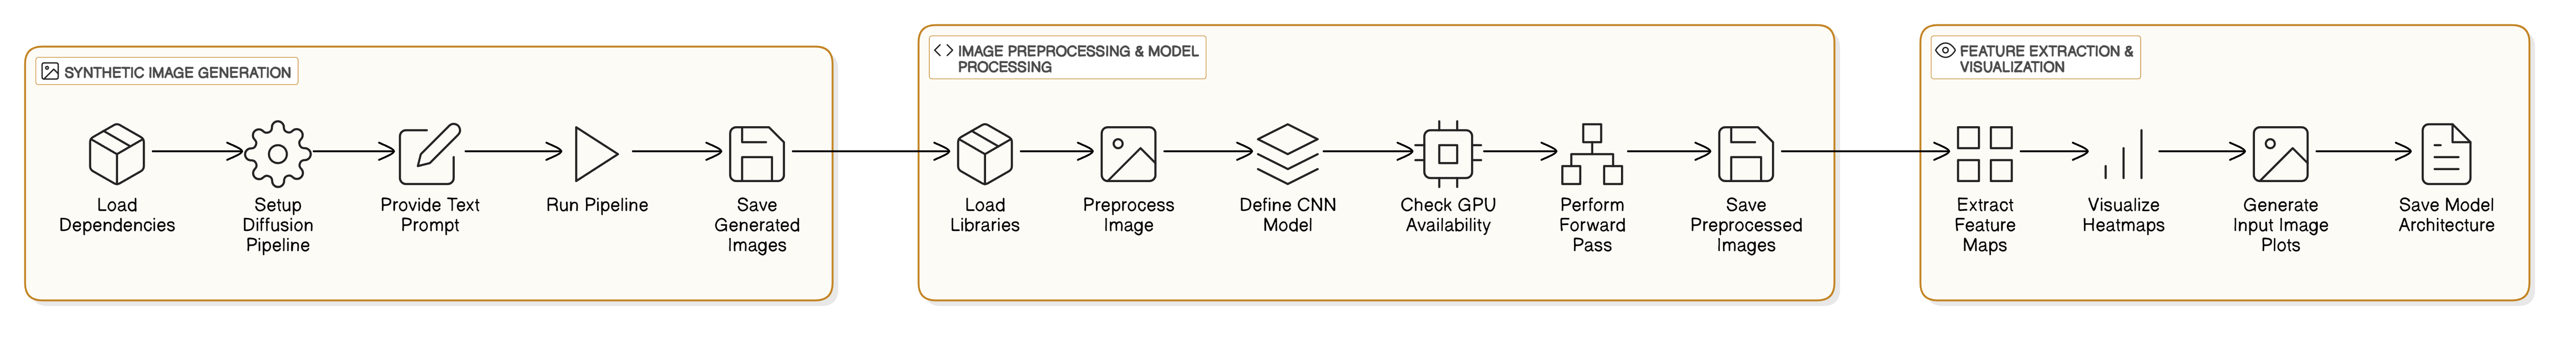 SYNTHETIC IMAGE GENERATION
Load
Dependencies
Setup
Diffusion
Pipeline
Provide Text
Prompt
Run Pipeline
Save
Generated
Images
IMAGE PREPROCESSING & MODEL
PROCESSING
Load
Libraries
Preprocess
Image
Define CNN
Model
Check GPU
Availability
Perform
Forward
Pass
Save
Preprocessed
Images
FEATURE EXTRACTION &
VISUALIZATION
Extract
Feature
Maps
Visualize
Heatmaps
Generate
Input Image
Plots
Save Model
Architecture